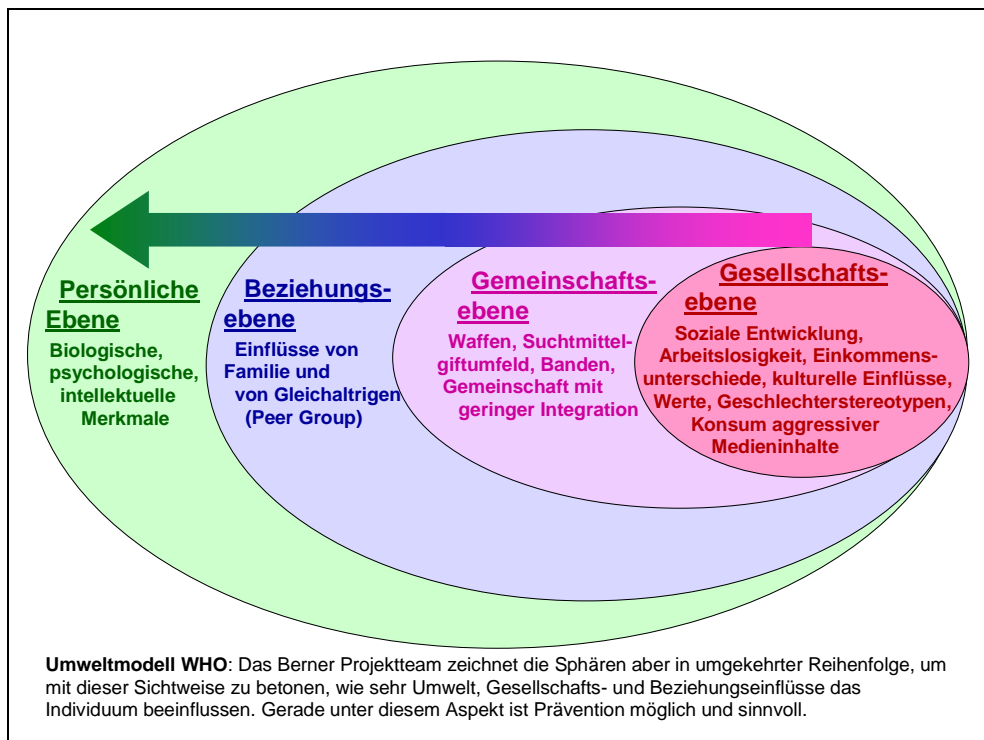 Persönliche
Ebene
Biologische,
psychologische,
intellektuelle
Merkmale
Beziehungs-
ebene
Einflüsse von
Familie und
von Gleichaltrigen
(Peer Group)
Gemeinschafts-
ebene
Waffen, Suchtmittel-
giftumfeld, Banden,
Gemeinschaft mit
geringer Integration
Gesellschafts-
ebene
Soziale Entwicklung,
Arbeitslosigkeit, Einkommens-
unterschiede, kulturelle Einflüsse,
Werte, Geschlechterstereotypen,
Konsum aggressiver
Medieninhalte
Umweltmodell WHO: Das Berner Projektteam zeichnet die Sphären aber in umgekehrter Reihenfolge, um
mit dieser Sichtweise zu betonen, wie sehr Umwelt, Gesellschafts- und Beziehungseinflüsse das
Individuum beeinflussen. Gerade unter diesem Aspekt ist Prävention möglich und sinnvoll.